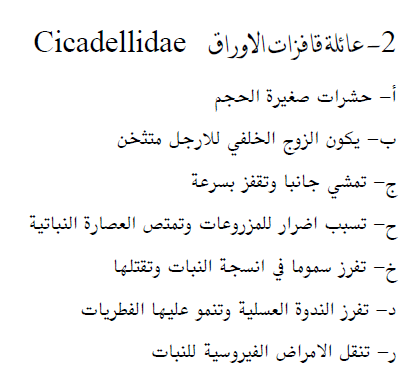 2- عائلة قافزات الاوراق Cicadellidae
أ- حشرات صغيرة الحجم
ب- يكون الزوج الخلفي للارجل متثخن
ج- تمشي جانبا وتقفز بسرعة
ح- تسبب اضرار للمزروعات وتمتص العصارة النباتية
خ- تفرز سموما في انسجة النبات وتقتلها
د- تفرز الندوة العسلية وتنمو عليها الفطريات
ر- تنقل الامراض الفيروسية للنبات